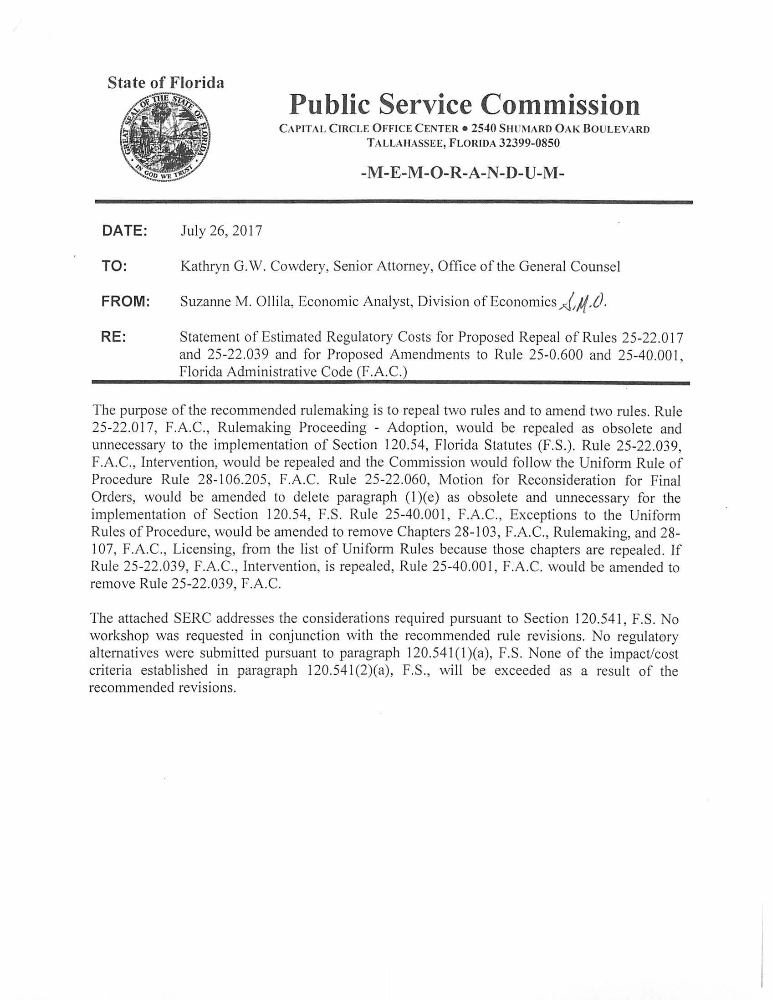 State of Florida
GREAT SEAL OF THE STATE OF FLORIDA
IN GOD WE TRUST
Public Service Commission
CAPITAL CIRCLE OFFICE CENTER ● 2540 SHUMARD OAK BOULEVARD
TALLAHASSEE, FLORIDA 32399-0850
-M-E-M-O-R-A-N-D-U-M-
DATE: July 26, 2017
TO: Kathryn G.W. Cowdery, Senior Attorney, Office of the General Counsel
FROM: Suzanne M. Ollila, Economic Analyst, Division of Economics S.M.O.
RE: Statement of Estimated Regulatory Costs for Proposed Repeal of Rules 25-22.017
and 25-22.039 and for Proposed Amendments to Rule 25-0.600 and 25-40.001,
Florida Administrative Code (F.A.C.)
The purpose of the recommended rulemaking is to repeal two rules and to amend two rules. Rule
25-22.017, F.A.C., Rulemaking Proceeding - Adoption, would be repealed as obsolete and
unnecessary to the implementation of Section 120.54, Florida Statutes (F.S.). Rule 25-22.039,
F.A.C., Intervention, would be repealed and the Commission would follow the Uniform Rule of
Procedure Rule 28-106.205, F.A.C. Rule 25-22.060, Motion for Reconsideration for Final
Orders, would be amended to delete paragraph (1)(e) as obsolete and unnecessary for the
implementation of Section 120.54, F.S. Rule 25-40.001, F.A.C., Exceptions to the Uniform
Rules of Procedure, would be amended to remove Chapters 28-103, F.A.C., Rulemaking, and 28-
107, F.A.C., Licensing, from the list of Uniform Rules because those chapters are repealed. If
Rule 25-22.039, F.A.C., Intervention, is repealed, Rule 25-40.001, F.A.C. would be amended to
remove Rule 25-22.039, F.A.C.
The attached SERC addresses the considerations required pursuant to Section 120.541, F.S. No
workshop was requested in conjunction with the recommended rule revisions. No regulatory
alternatives were submitted pursuant to paragraph 120.541(1)(a), F.S. None of the impact/cost
criteria established in paragraph 120.541(2)(a), F.S., will be exceeded as a result of the
recommended revisions.